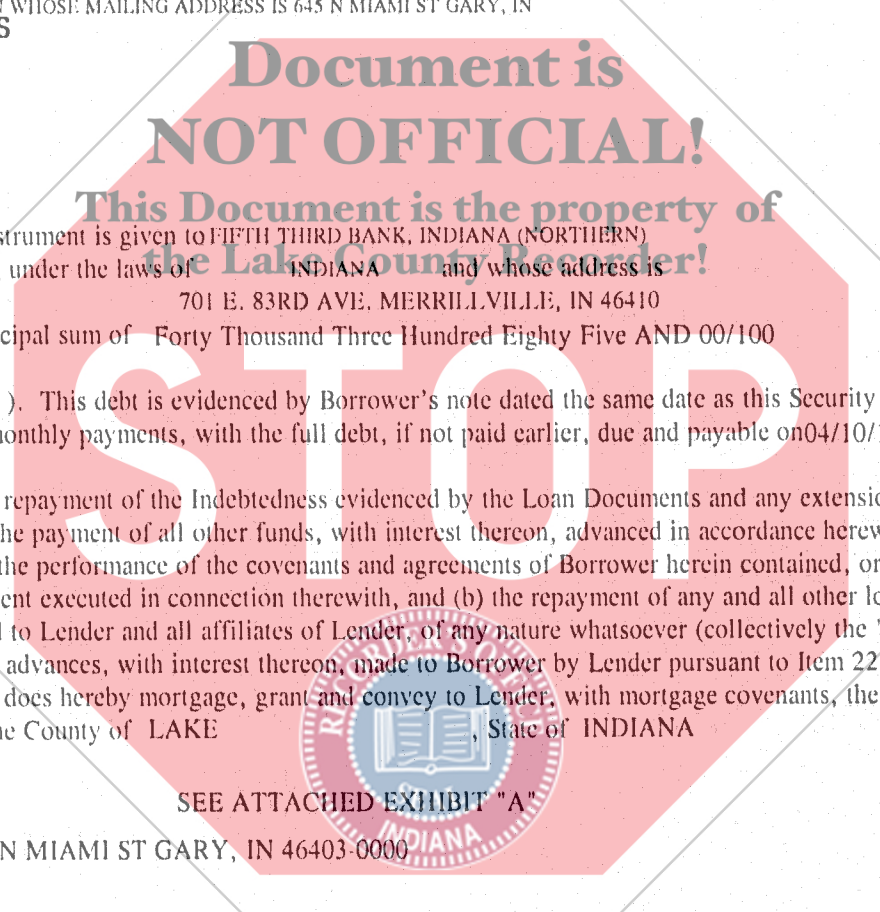 WHOSE MAILING ADDRESS IS 645 N MIAMI ST GARY, IN
S
Document is
NOT OFFICIAL!
This Document is the property of
the Lake County Recorder!
strument is given to FIFTH THIRD BANK, INDIANA (NORTHERN)
under the laws of INDIANA and whose address is
701 E. 83RD AVE. MERRILLVILLE, IN 46410
cipal sum of Forty Thousand Three Hundred Eighty Five AND 00/100
STOP
). This debt is evidenced by Borrower's note dated the same date as this Security
monthly payments, with the full debt, if not paid earlier, due and payable on04/10/
repayment of the Indebtedness evidenced by the Loan Documents and any extensio
he payment of all other funds, with interest thereon, advanced in accordance herew
the performance of the covenants and agreements of Borrower herein contained, or
ent executed in connection therewith, and (b) the repayment of any and all other lo
to Lender and all affiliates of Lender, of any nature whatsoever (collectively the "
advances, with interest thereon, made to Borrower by Lender pursuant to Item 22
does hereby mortgage, grant and convey to Lender, with mortgage covenants, the
e County of LAKE , State of INDIANA
RECORDER'S OFFICE
INDIANA
SEE ATTACHED EXHIBIT "A"
N MIAMI ST GARY, IN 46403-0000